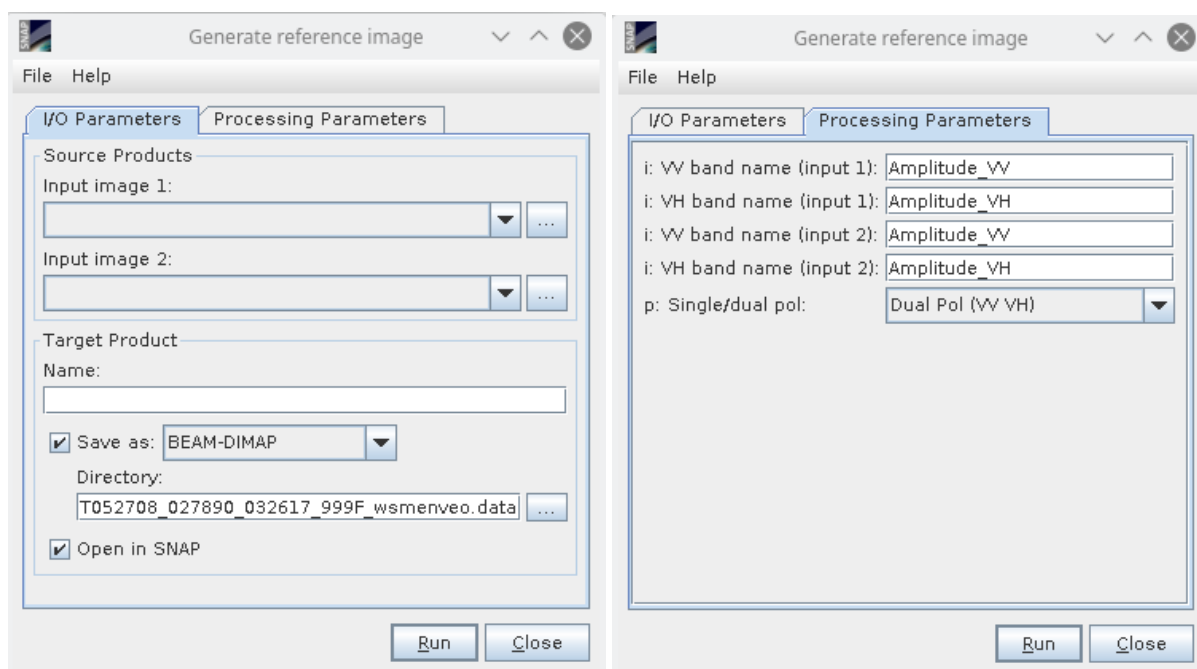 SNAP Generate reference image
File Help
I/O Parameters Processing Parameters
Source Products
Input image 1:
...
Input image 2:
...
Target Product
Name:
Save as: BEAM-DIMAP
Directory:
T052708_027890_032617_999F_wsmenveo.data ...
Open in SNAP
Run Close
SNAP Generate reference image
File Help
I/O Parameters Processing Parameters
i: VV band name (input 1): Amplitude_VV
i: VH band name (input 1): Amplitude_VH
i: VV band name (input 2): Amplitude_VV
i: VH band name (input 2): Amplitude_VH
p: Single/dual pol: Dual Pol (VV VH)
Run Close